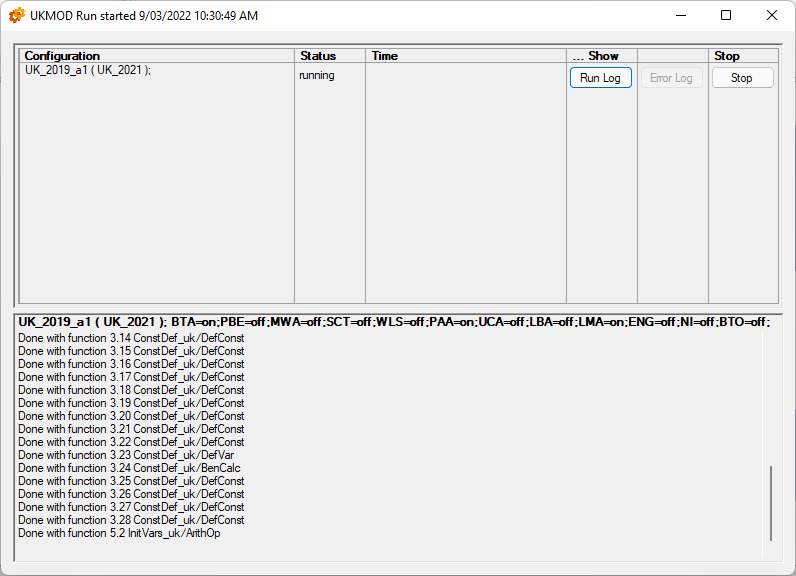 UKMOD Run started 9/03/2022 10:30:49 AM
Configuration Status Time ... Show Stop
UK_2019_a1 ( UK_2021 ); running Run Log Error Log Stop
UK_2019_a1 ( UK_2021 ); BTA=on;PBE=off;MWA=off;SCT=off;WLS=off;PAA=on;UCA=off;LBA=off;LMA=on;ENG=off;NI=off;BTO=off;
Done with function 3.14 ConstDef_uk/DefConst
Done with function 3.15 ConstDef_uk/DefConst
Done with function 3.16 ConstDef_uk/DefConst
Done with function 3.17 ConstDef_uk/DefConst
Done with function 3.18 ConstDef_uk/DefConst
Done with function 3.19 ConstDef_uk/DefConst
Done with function 3.20 ConstDef_uk/DefConst
Done with function 3.21 ConstDef_uk/DefConst
Done with function 3.22 ConstDef_uk/DefConst
Done with function 3.23 ConstDef_uk/DefVar
Done with function 3.24 ConstDef_uk/BenCalc
Done with function 3.25 ConstDef_uk/DefConst
Done with function 3.26 ConstDef_uk/DefConst
Done with function 3.27 ConstDef_uk/DefConst
Done with function 3.28 ConstDef_uk/DefConst
Done with function 5.2 InitVars_uk/ArithOp